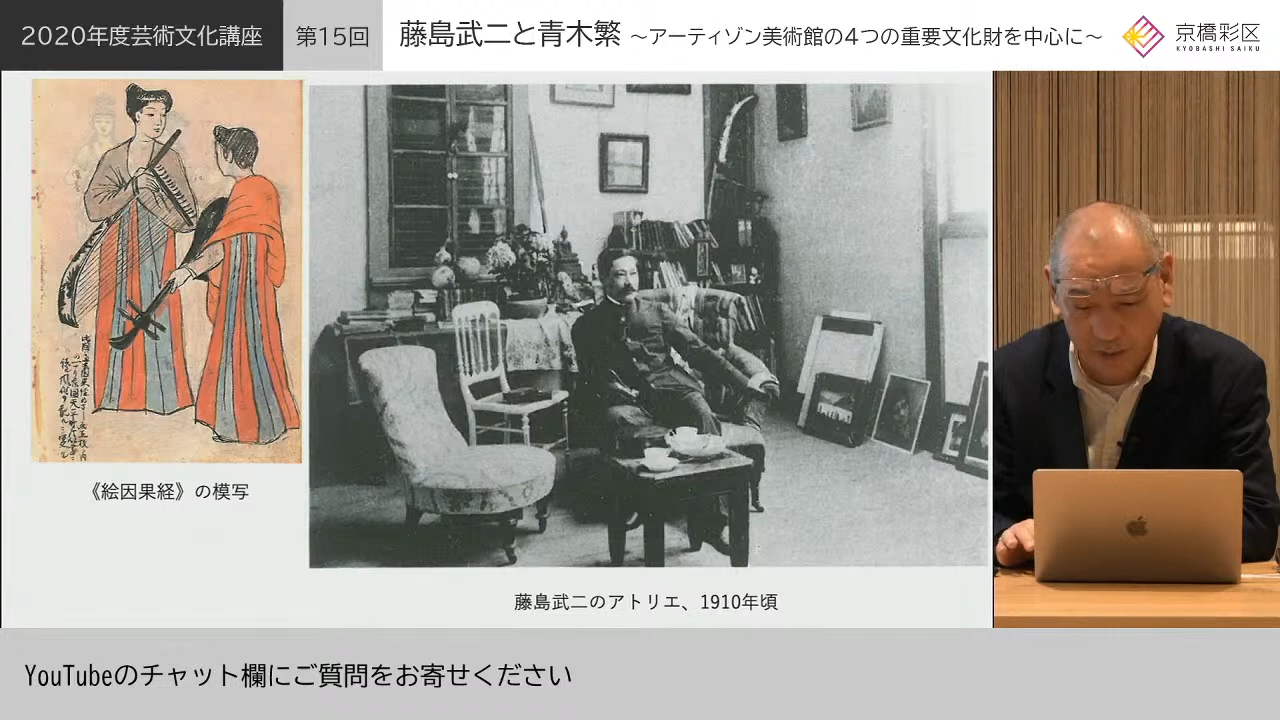 2020年度芸術文化講座
第15回
藤島武二と青木繁 ～アーティゾン美術館の4つの重要文化財を中心に～
京橋彩区
KYOBASHI SAIKU
《絵因果経》の模写
藤島武二のアトリエ、1910年頃
YouTubeのチャット欄にご質問をお寄せください